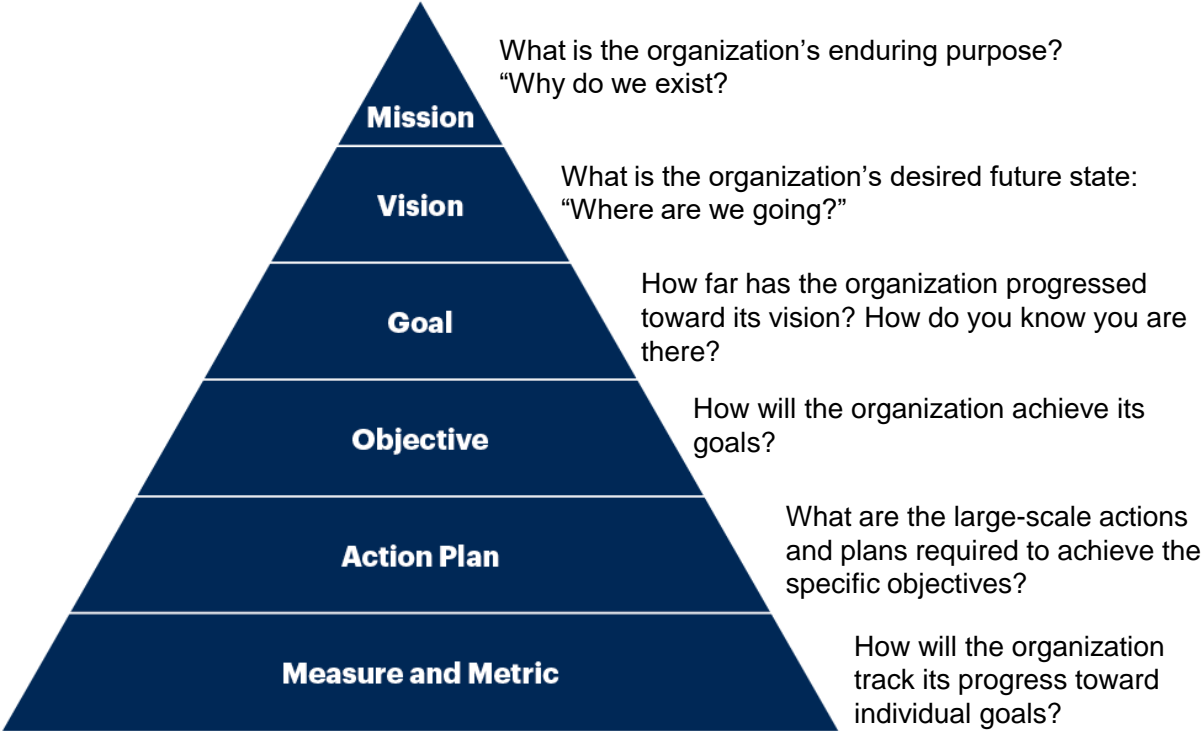 What is the organization’s enduring purpose?
“Why do we exist?
Mission
What is the organization’s desired future state:
“Where are we going?”
Vision
How far has the organization progressed
toward its vision? How do you know you are
there?
Goal
How will the organization achieve its
goals?
Objective
What are the large-scale actions
and plans required to achieve the
specific objectives?
Action Plan
How will the organization
track its progress toward
individual goals?
Measure and Metric